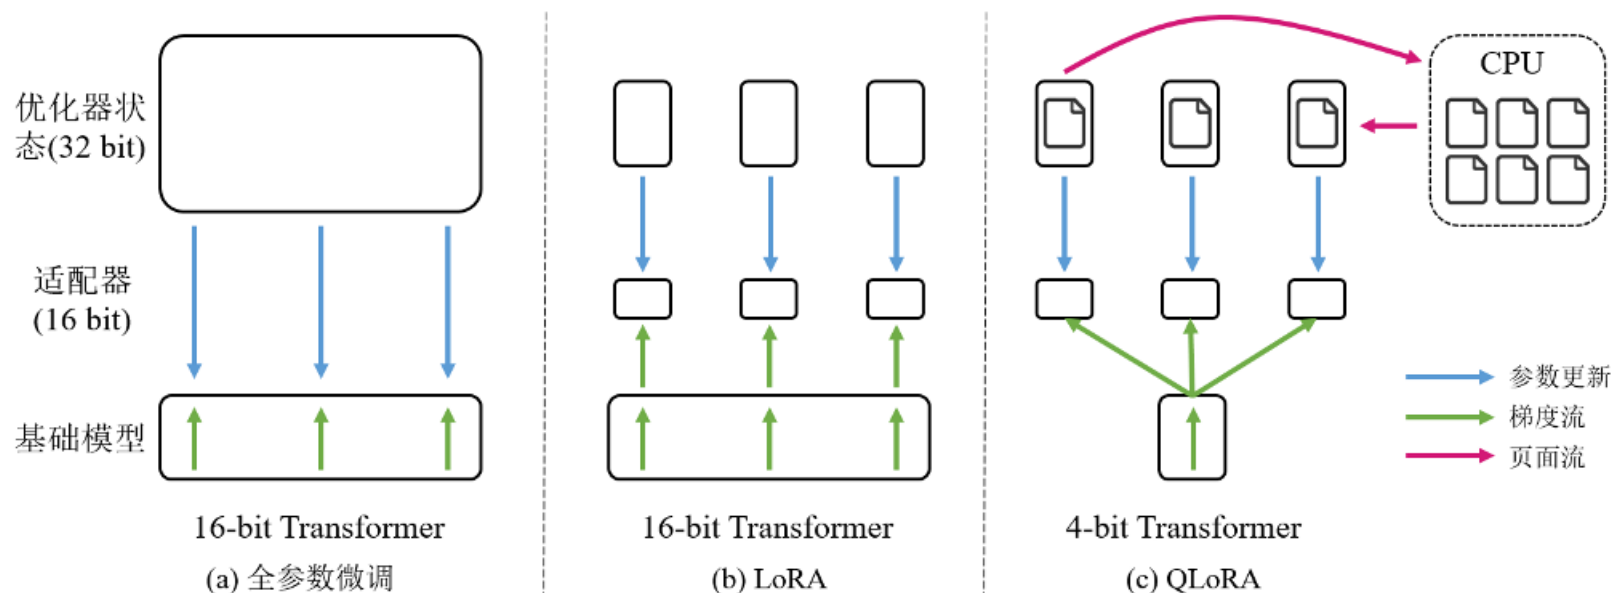 优化器状
态(32 bit)
适配器
(16 bit)
基础模型
CPU
参数更新
梯度流
页面流
16-bit Transformer
16-bit Transformer
4-bit Transformer
(a) 全参数微调
(b) LoRA
(c) QLoRA